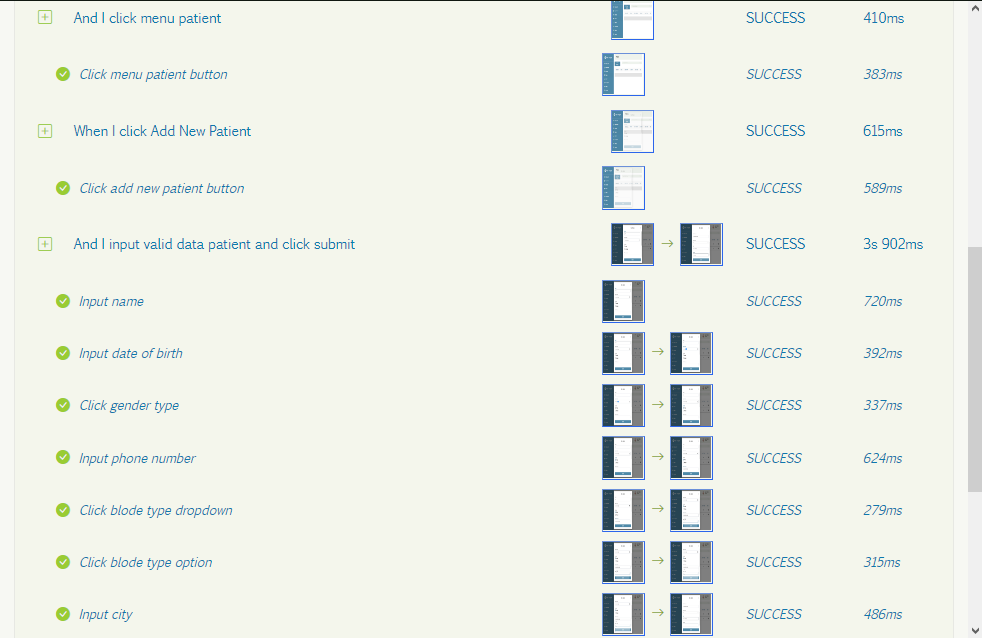 And I click menu patient SUCCESS 410ms
Click menu patient button SUCCESS 383ms
When I click Add New Patient SUCCESS 615ms
Click add new patient button SUCCESS 589ms
And I input valid data patient and click submit SUCCESS 3s 902ms
Input name SUCCESS 720ms
Input date of birth SUCCESS 392ms
Click gender type SUCCESS 337ms
Input phone number SUCCESS 624ms
Click blode type dropdown SUCCESS 279ms
Click blode type option SUCCESS 315ms
Input city SUCCESS 486ms